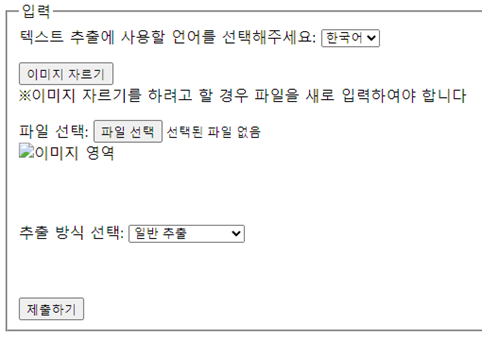 입력
텍스트 추출에 사용할 언어를 선택해주세요: 한국어
이미지 자르기
※이미지 자르기를 하려고 할 경우 파일을 새로 입력하여야 합니다
파일 선택: 파일 선택 선택된 파일 없음
이미지 영역
추출 방식 선택: 일반 추출
제출하기